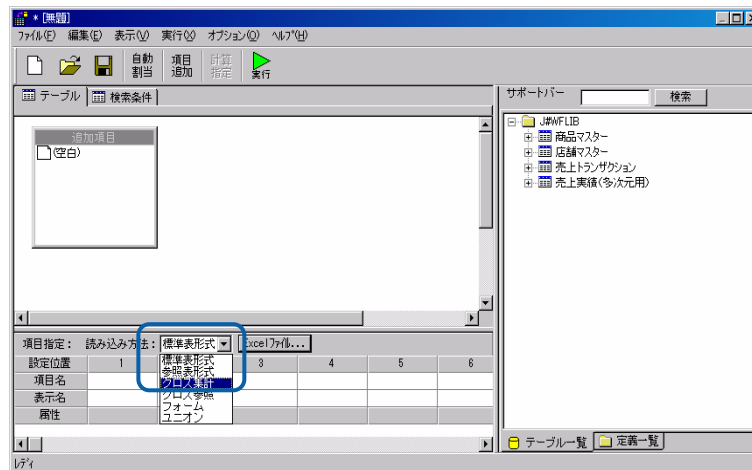 * [無題]
ﾌｧｲﾙ(F) 編集(E) 表示(V) 実行(X) オプション(O) ﾍﾙﾌﾟ(H)
自動割当 項目追加 計算指定 実行
テーブル 検索条件
追加項目
(空白)
サポートバー 検索
J#WFLIB
商品マスター
店舗マスター
売上トランザクション
売上実績(多次元用)
項目指定： 読み込み方法： 標準表形式 Excelﾌｧｲﾙ...
標準表形式
参照表形式
クロス集計
クロス参照
フォーム
ユニオン
設定位置 1 3 4 5 6
項目名
表示名
属性
テーブル一覧 定義一覧
ﾚﾃﾞｨ